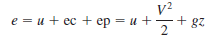 e = u + ec + ep = u + V²/2 + gz